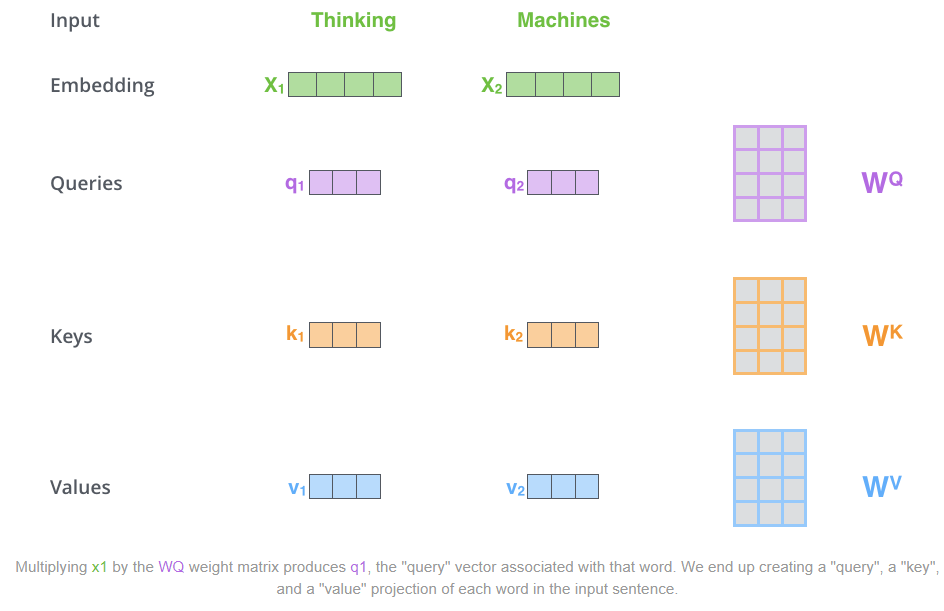 Input Thinking Machines
Embedding X1 X2
Queries q1 q2 WQ
Keys k1 k2 WK
Values v1 v2 WV
Multiplying x1 by the WQ weight matrix produces q1, the "query" vector associated with that word. We end up creating a "query", a "key",
and a "value" projection of each word in the input sentence.